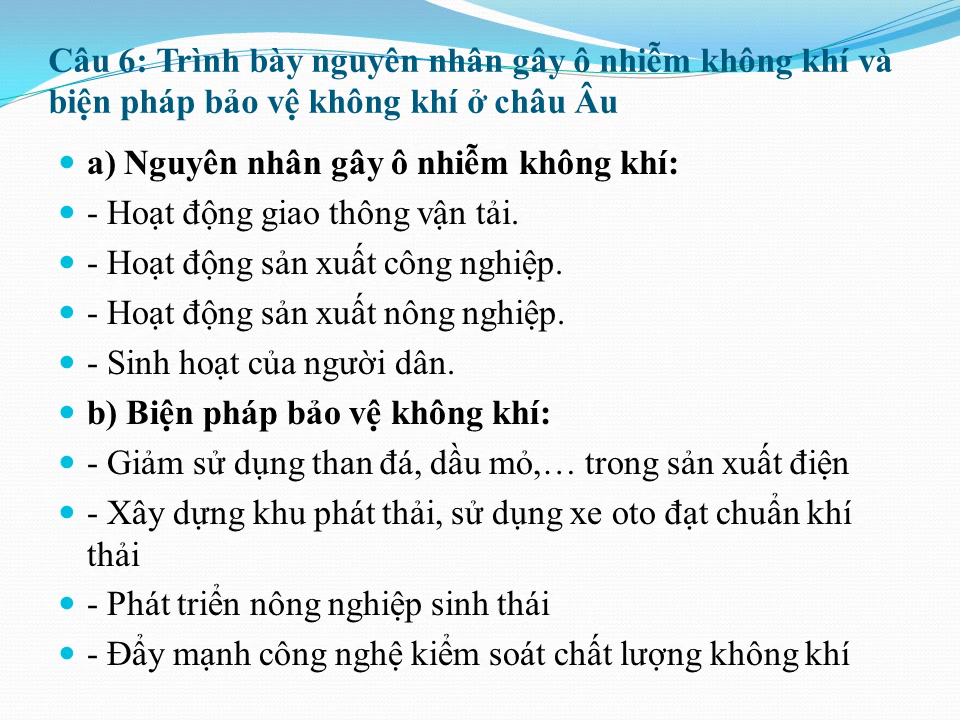 Câu 6: Trình bày nguyên nhân gây ô nhiễm không khí và
biện pháp bảo vệ không khí ở châu Âu
a) Nguyên nhân gây ô nhiễm không khí:
- Hoạt động giao thông vận tải.
- Hoạt động sản xuất công nghiệp.
- Hoạt động sản xuất nông nghiệp.
- Sinh hoạt của người dân.
b) Biện pháp bảo vệ không khí:
- Giảm sử dụng than đá, dầu mỏ,… trong sản xuất điện
- Xây dựng khu phát thải, sử dụng xe oto đạt chuẩn khí
thải
- Phát triển nông nghiệp sinh thái
- Đẩy mạnh công nghệ kiểm soát chất lượng không khí